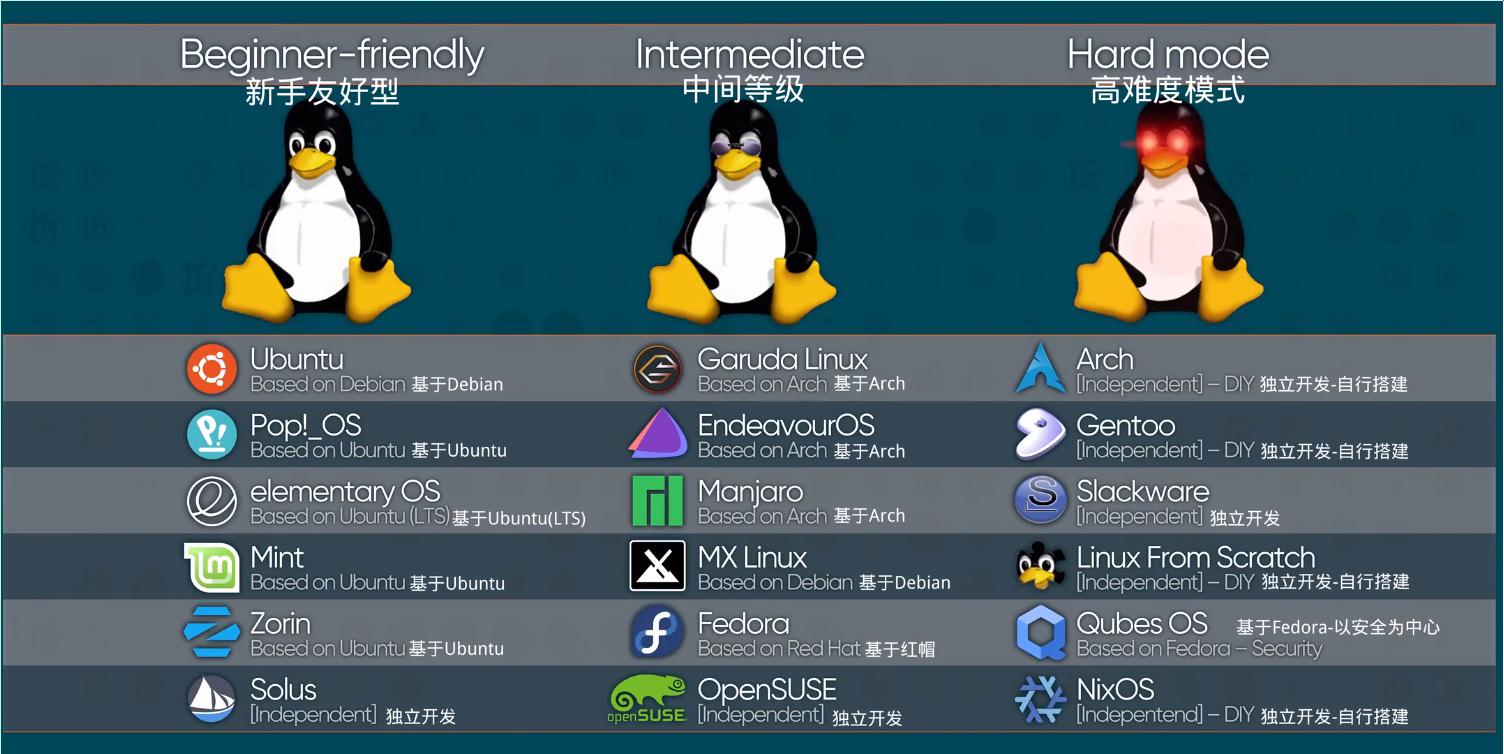 Beginner-friendly
新手友好型
Intermediate
中间等级
Hard mode
高难度模式
Ubuntu
Based on Debian 基于Debian
Garuda Linux
Based on Arch 基于Arch
Arch
[Independent] – DIY 独立开发-自行搭建
Pop!_OS
Based on Ubuntu 基于Ubuntu
EndeavourOS
Based on Arch 基于Arch
Gentoo
[Independent] – DIY 独立开发-自行搭建
elementary OS
Based on Ubuntu (LTS) 基于Ubuntu(LTS)
Manjaro
Based on Arch 基于Arch
S
Slackware
[Independent] 独立开发
lm
Mint
Based on Ubuntu 基于Ubuntu
MX Linux
Based on Debian 基于Debian
Linux From Scratch
[Independent] – DIY 独立开发-自行搭建
Zorin
Based on Ubuntu 基于Ubuntu
Fedora
Based on Red Hat 基于红帽
Qubes OS 基于Fedora-以安全为中心
Based on Fedora – Security
Solus
[Independent] 独立开发
openSUSE
OpenSUSE
[Independent] 独立开发
NixOS
[Indepentend] – DIY 独立开发-自行搭建